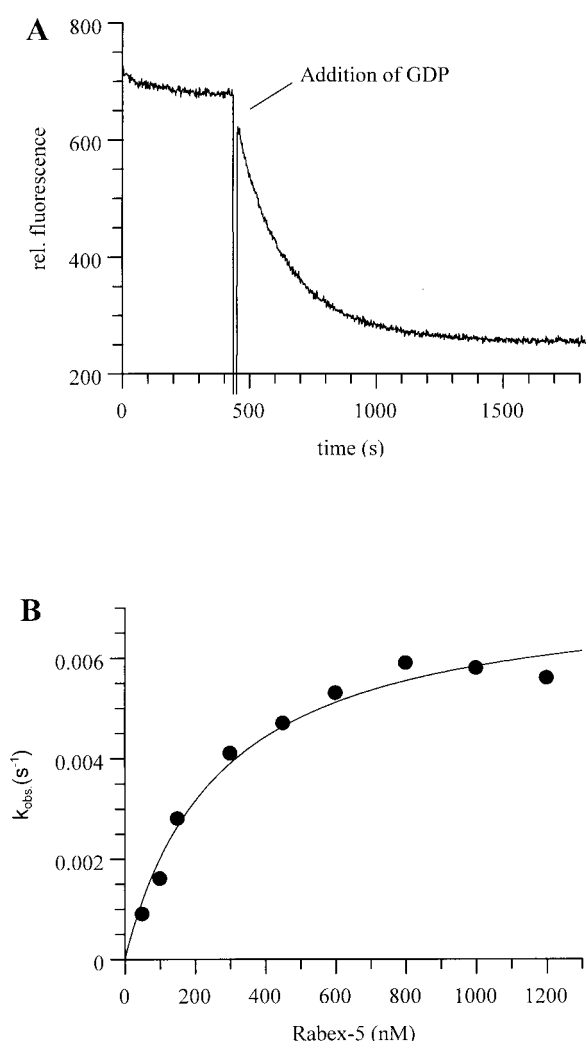 A
800
600
400
200
rel. fluorescence
Addition of GDP
0 500 1000 1500
time (s)
B
0.006
0.004
0.002
0
k obs. (s⁻¹)
0 200 400 600 800 1000 1200
Rabex-5 (nM)